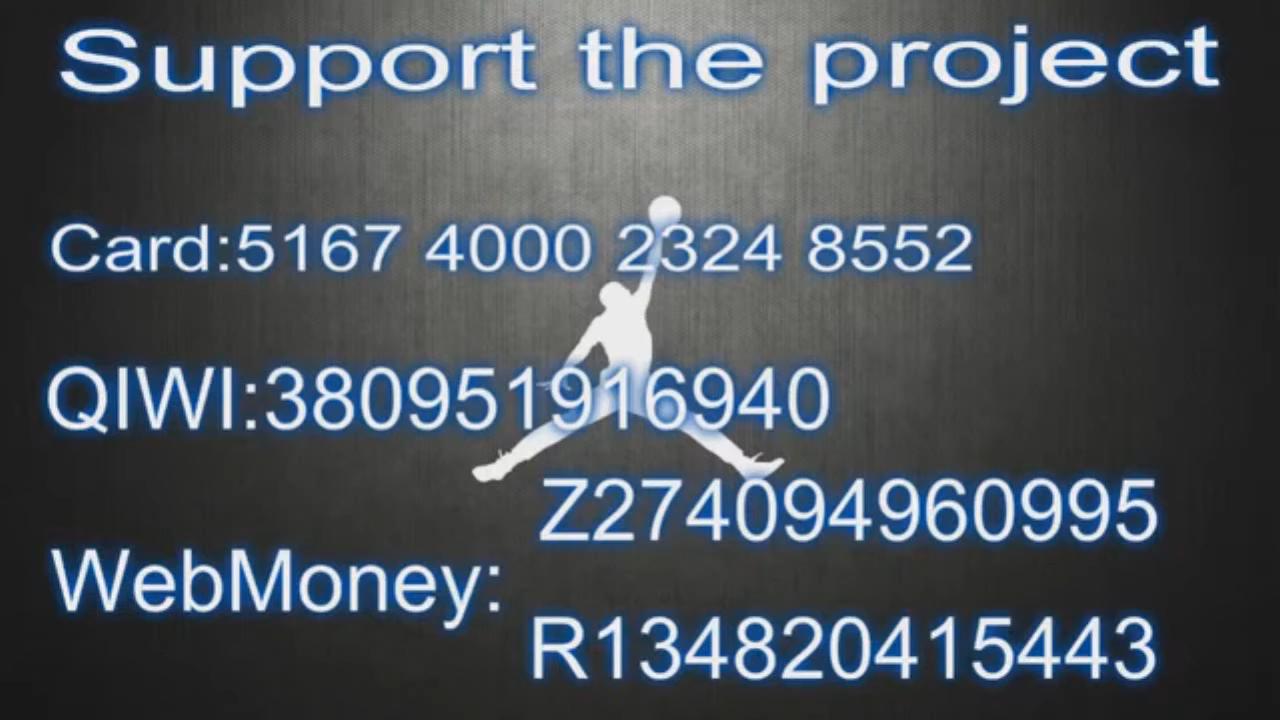 Support the project
Card:5167 4000 2324 8552
QIWI:380951916940
Z274094960995
WebMoney:
R134820415443